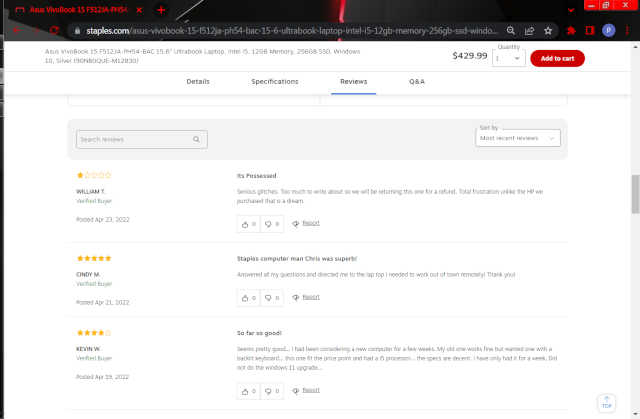 Asus VivoBook 15 F512JA-PH54-
staples.com/asus-vivobook-15-f512ja-ph54-bac-15-6-ultrabook-laptop-intel-i5-12gb-memory-256gb-ssd-windo...
P
Asus VivoBook 15 F512JA-PH54-BAC 15.6" Ultrabook Laptop, Intel i5, 12GB Memory, 256GB SSD, Windows
10, Silver (90NB0QUE-M12830)
$429.99
Quantity
1
Add to cart
Details
Specifications
Reviews
Q&A
Search reviews
Sort by
Most recent reviews
WILLIAM T.
Verified Buyer
Posted Apr 23, 2022
Its Possessed
Serious glitches. Too much to write about so we will be returning this one for a refund. Total frustration unlike the HP we
purchased that is a dream.
0
0
Report
CINDY M.
Verified Buyer
Posted Apr 21, 2022
Staples computer man Chris was superb!
Answered all my questions and directed me to the lap top I needed to work out of town remotely! Thank you!
0
0
Report
KEVIN W.
Verified Buyer
Posted Apr 19, 2022
So far so good!
Seems pretty good... I had been considering a new computer for a few weeks. My old one works fine but wanted one with a
backlit keyboard... this one fit the price point and had a i5 processor... the specs are decent. I have only had it for a week. Did
not do the windows 11 upgrade...
0
0
Report
TOP